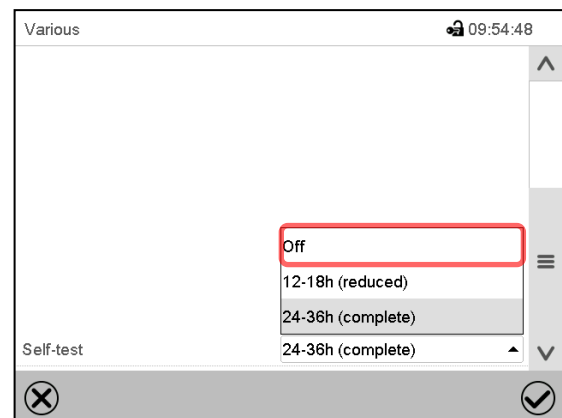 Various 09:54:48
Off
12-18h (reduced)
24-36h (complete)
Self-test 24-36h (complete)